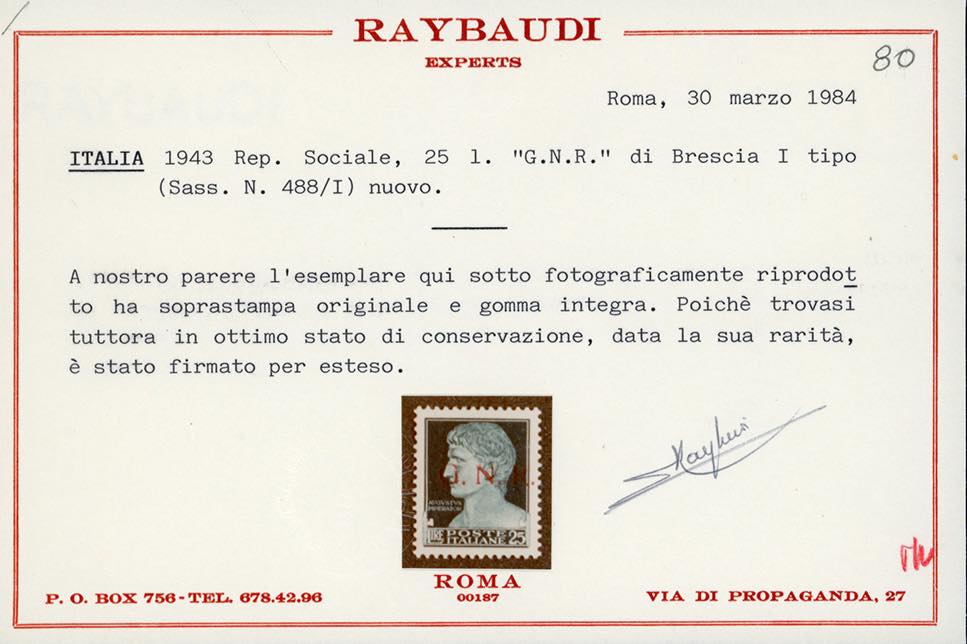 RAYBAUDI
EXPERTS
80
Roma, 30 marzo 1984
ITALIA 1943 Rep. Sociale, 25 l. "G.N.R." di Brescia I tipo
(Sass. N. 488/I) nuovo.
A nostro parere l'esemplare qui sotto fotograficamente riprodot
to ha soprastampa originale e gomma integra. Poichè trovasi
tuttora in ottimo stato di conservazione, data la sua rarità,
è stato firmato per esteso.
G. N. R.
AVGVSTVS
IMPERATOR
LIRE POSTE 25
ITALIANE
ROMA
00187
P. O. BOX 756 - TEL. 678.42.96
VIA DI PROPAGANDA, 27